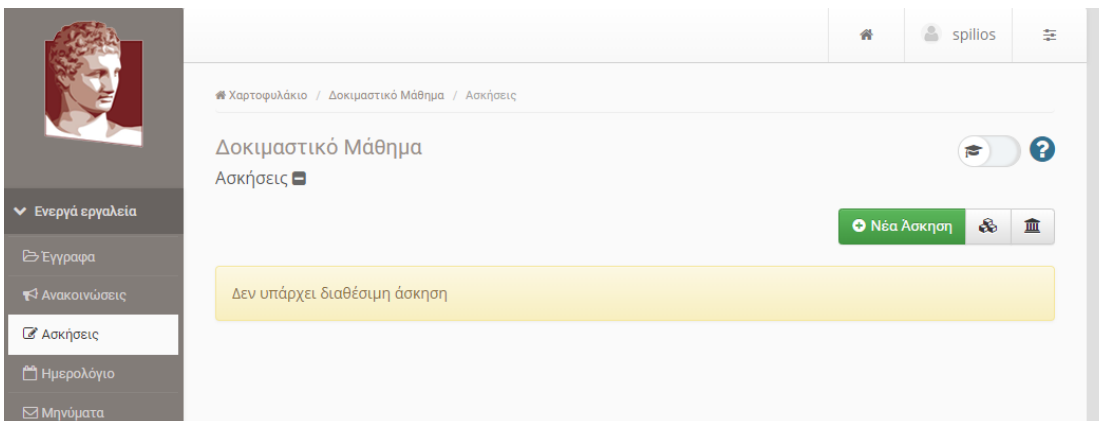 spilios
Χαρτοφυλάκιο / Δοκιμαστικό Μάθημα / Ασκήσεις
Δοκιμαστικό Μάθημα
Ασκήσεις
Ενεργά εργαλεία
Νέα Άσκηση
Έγγραφα
Δεν υπάρχει διαθέσιμη άσκηση
Ανακοινώσεις
Ασκήσεις
Ημερολόγιο
Μηνύματα